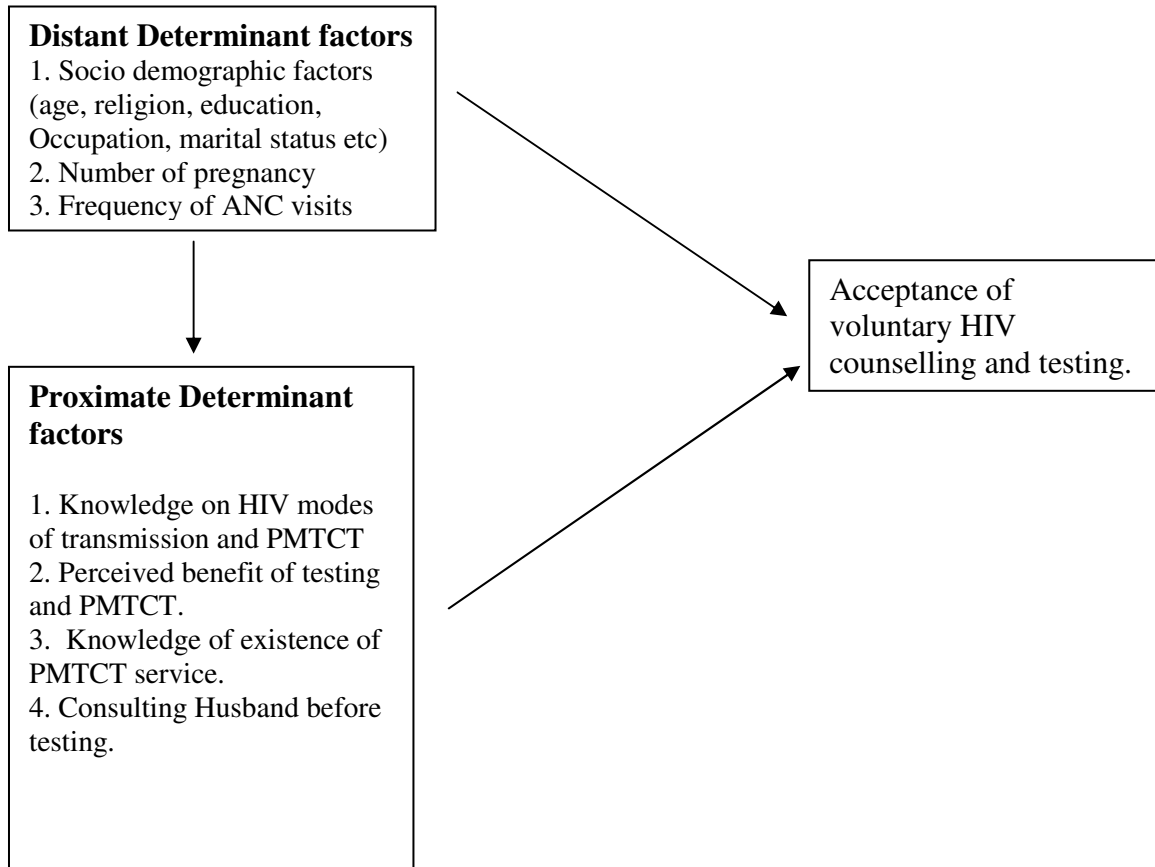 Distant Determinant factors
1. Socio demographic factors
(age, religion, education,
Occupation, marital status etc)
2. Number of pregnancy
3. Frequency of ANC visits
Acceptance of
voluntary HIV
counselling and testing.
Proximate Determinant
factors
1. Knowledge on HIV modes
of transmission and PMTCT
2. Perceived benefit of testing
and PMTCT.
3.  Knowledge of existence of
PMTCT service.
4. Consulting Husband before
testing.